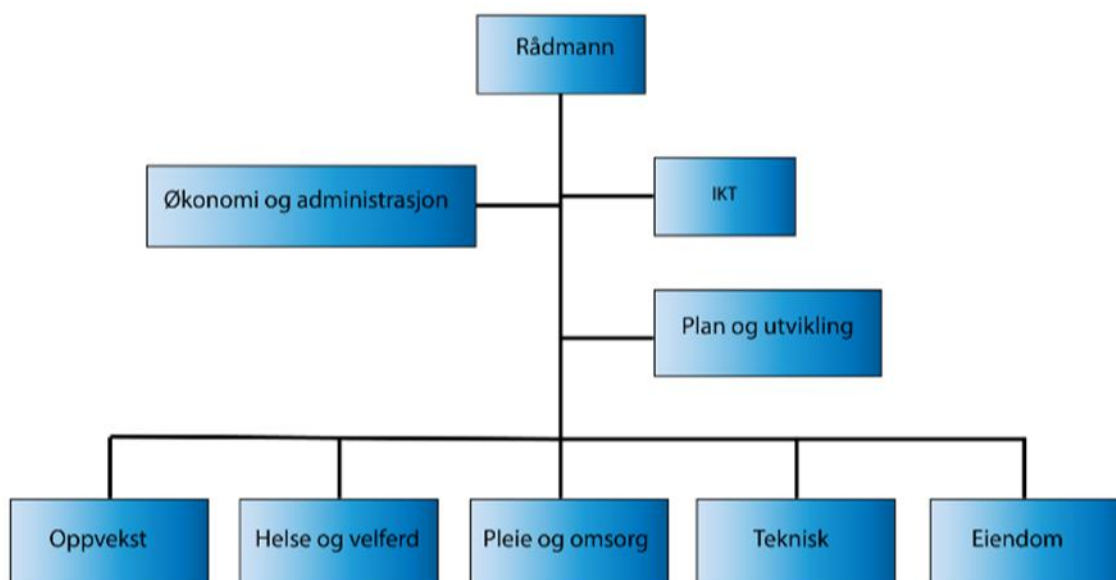 Rådmann
Økonomi og administrasjon
IKT
Plan og utvikling
Oppvekst
Helse og velferd
Pleie og omsorg
Teknisk
Eiendom